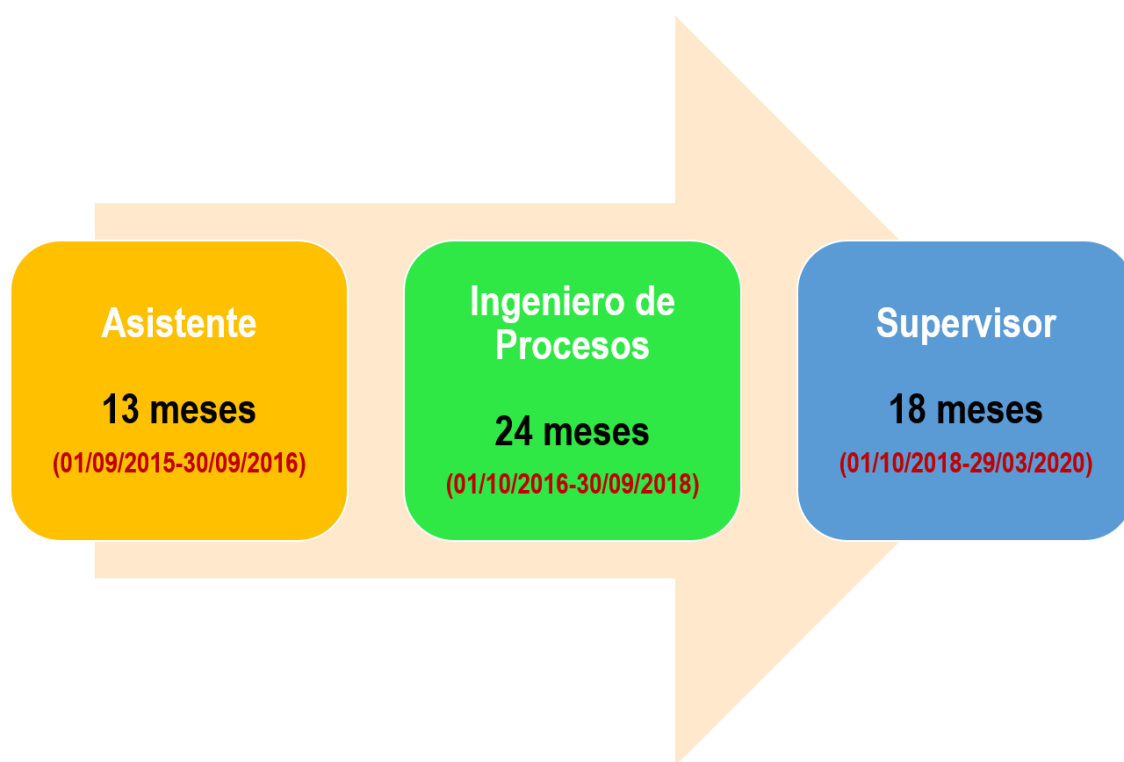 Asistente
13 meses
(01/09/2015-30/09/2016)
Ingeniero de
Procesos
24 meses
(01/10/2016-30/09/2018)
Supervisor
18 meses
(01/10/2018-29/03/2020)